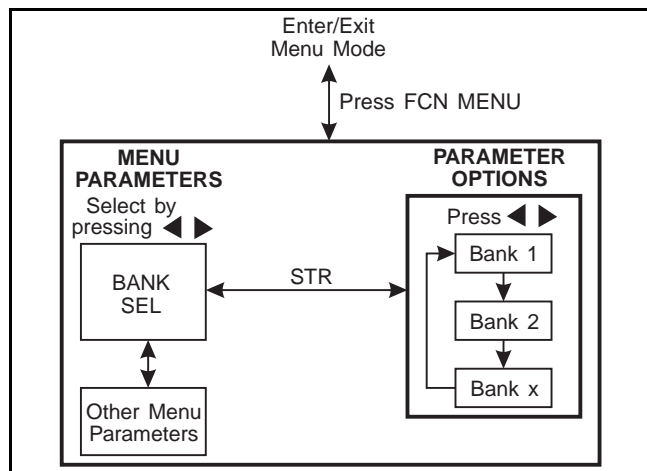 Enter/Exit
Menu Mode
Press FCN MENU
MENU
PARAMETERS
Select by
pressing ◀ ▶
BANK
SEL
Other Menu
Parameters
STR
PARAMETER
OPTIONS
Press ◀ ▶
Bank 1
Bank 2
Bank x